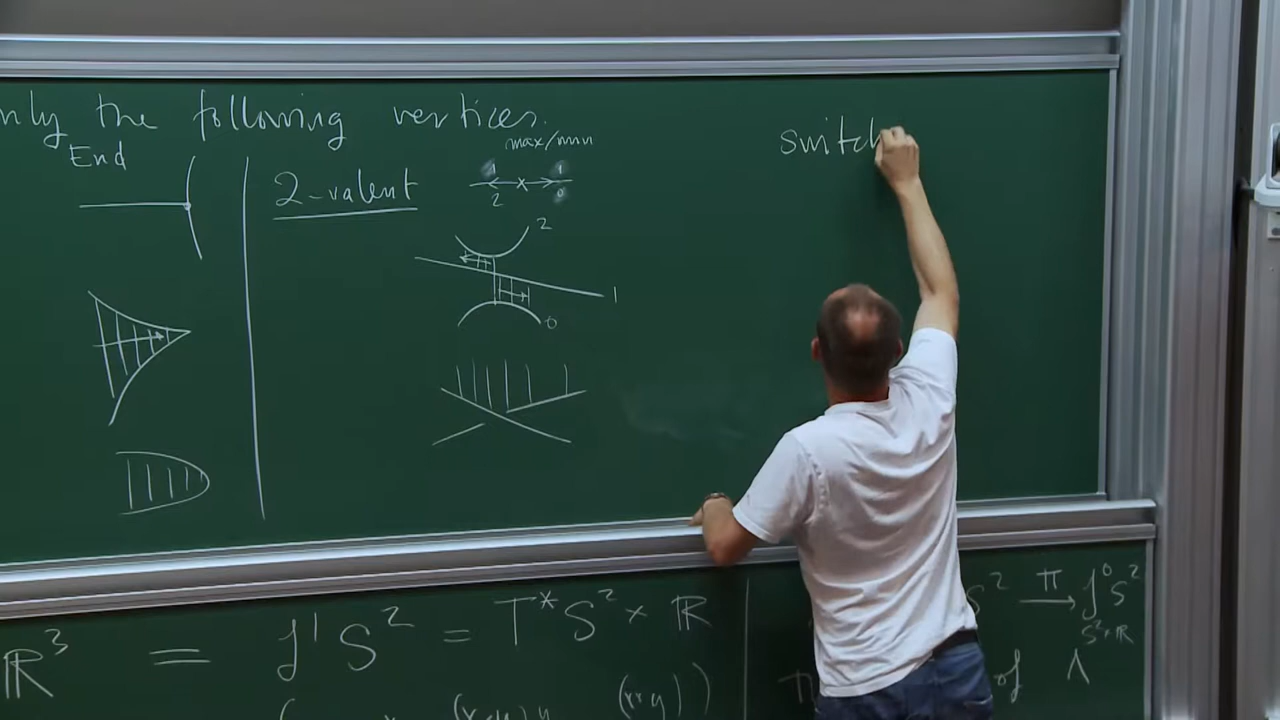 nly the following vertices.
End
2-valent
max/min
1 1
2 0
2
1
0
switch
R³ = J¹S² = T*S² × R
(x+y)
S² π→ J⁰S²
S²×R
of Λ